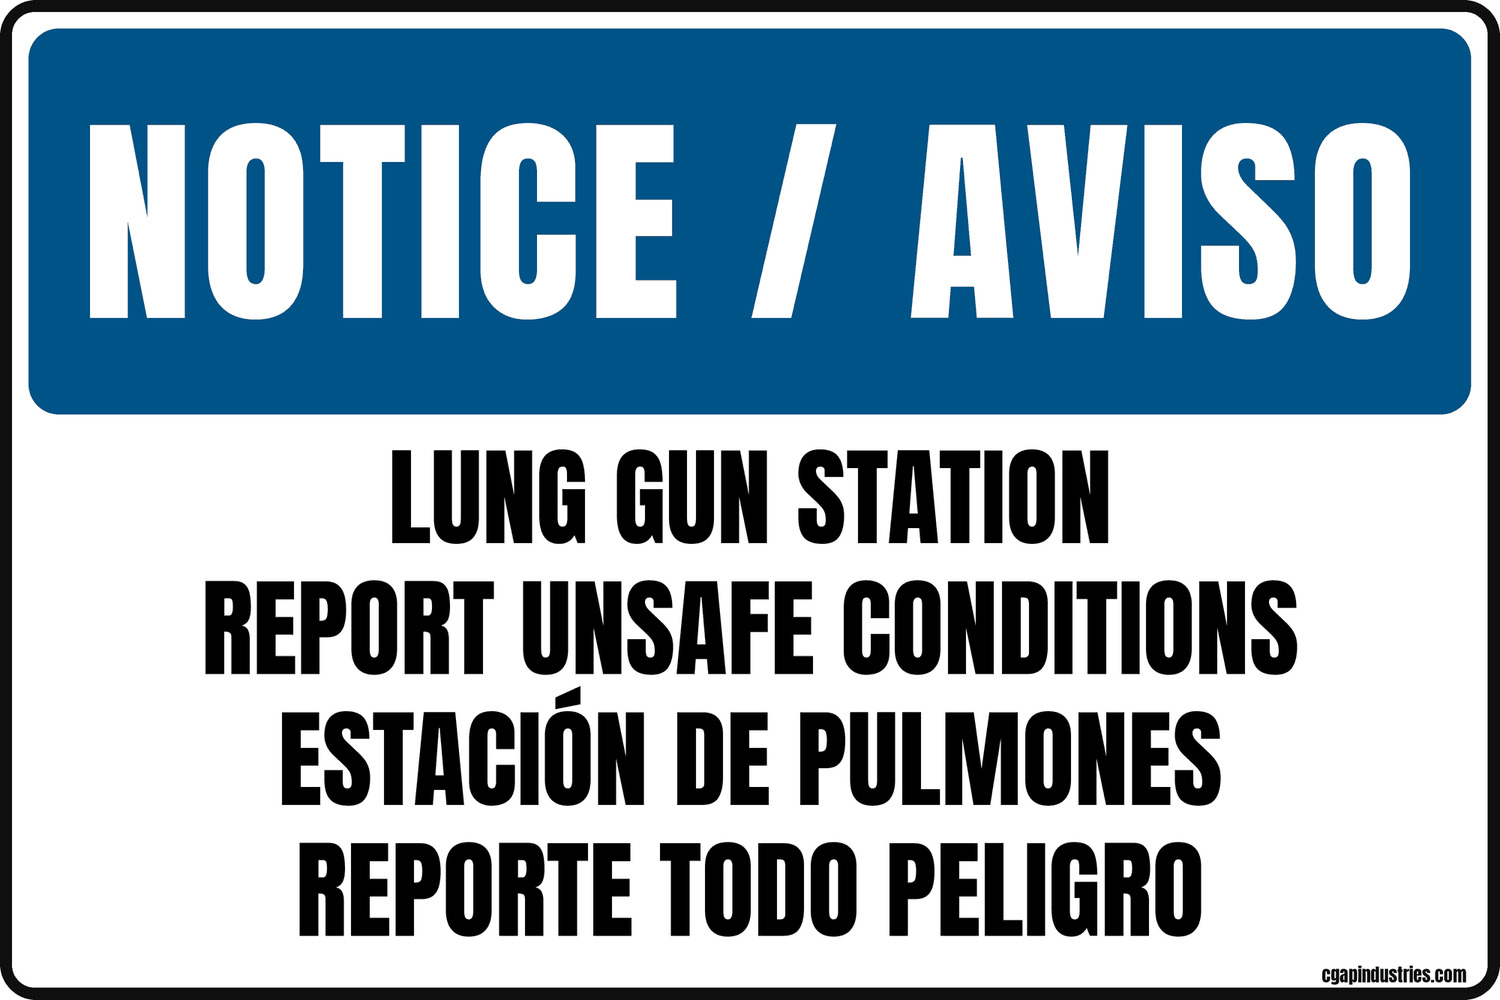 NOTICE / AVISO
LUNG GUN STATION
REPORT UNSAFE CONDITIONS
ESTACIÓN DE PULMONES
REPORTE TODO PELIGRO
cgapindustries.com